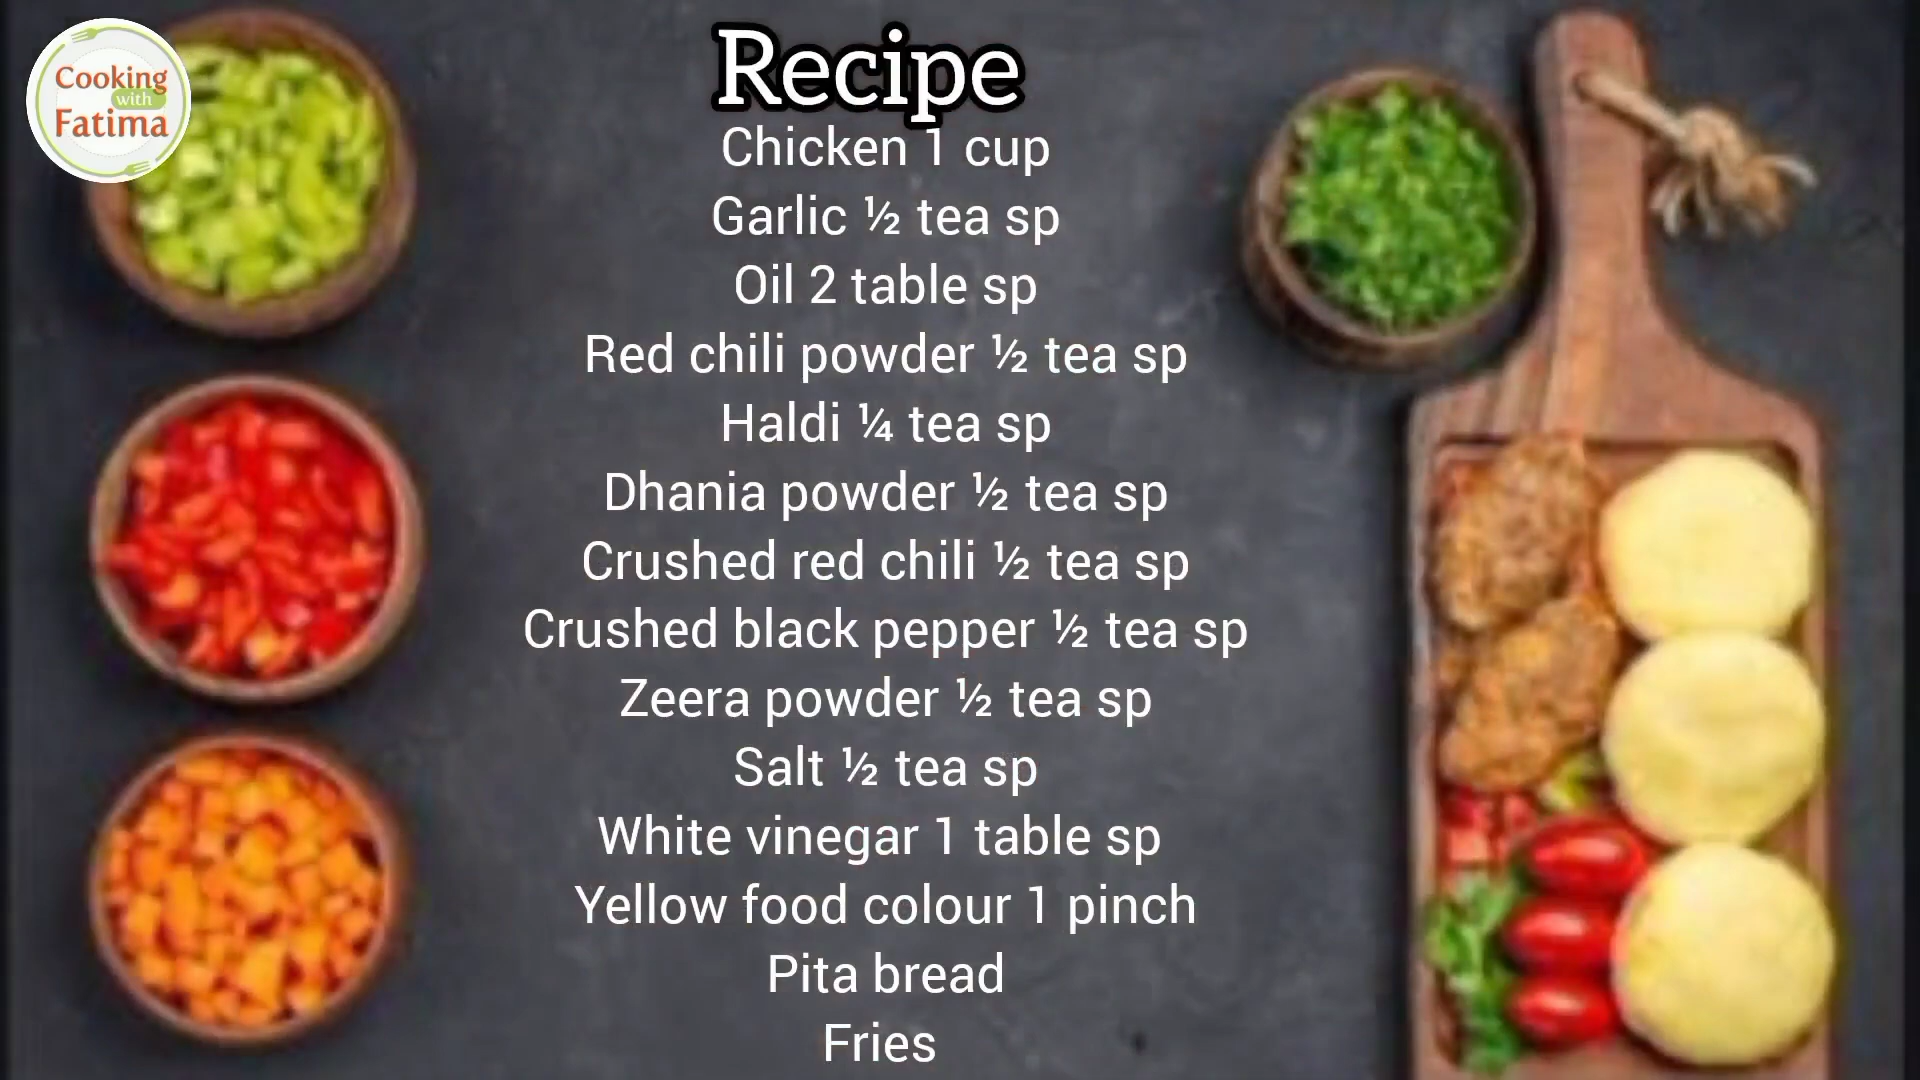 Cooking
with
Fatima
Recipe
Chicken 1 cup
Garlic ½ tea sp
Oil 2 table sp
Red chili powder ½ tea sp
Haldi ¼ tea sp
Dhania powder ½ tea sp
Crushed red chili ½ tea sp
Crushed black pepper ½ tea sp
Zeera powder ½ tea sp
Salt ½ tea sp
White vinegar 1 table sp
Yellow food colour 1 pinch
Pita bread
Fries